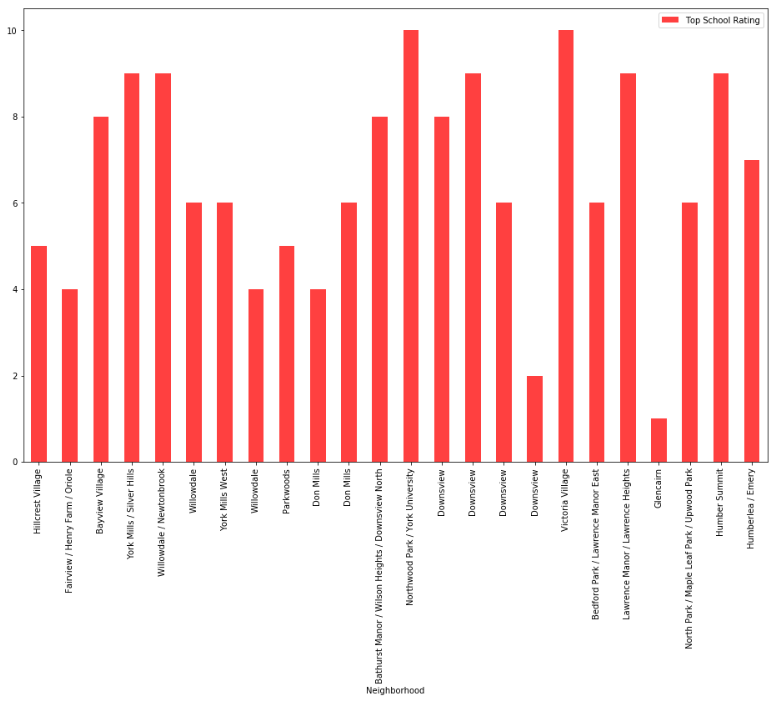 Top School Rating
10
8
6
4
2
0
Hillcrest Village
Fairview / Henry Farm / Oriole
Bayview Village
York Mills / Silver Hills
Willowdale / Newtonbrook
Willowdale
York Mills West
Willowdale
Parkwoods
Don Mills
Don Mills
Bathurst Manor / Wilson Heights / Downsview North
Northwood Park / York University
Downsview
Downsview
Downsview
Downsview
Victoria Village
Bedford Park / Lawrence Manor East
Lawrence Manor / Lawrence Heights
Glencairn
North Park / Maple Leaf Park / Upwood Park
Humber Summit
Humberlea / Emery
Neighborhood